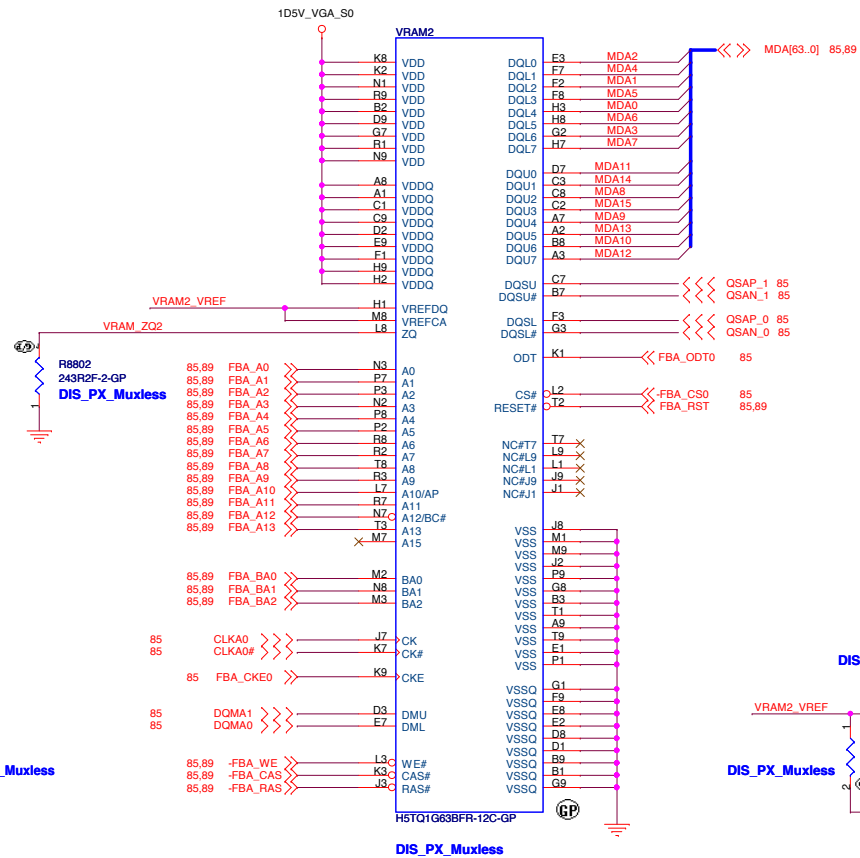 1D5V_VGA_S0
VRAM2
K8 VDD DQL0 E3 MDA2 MDA[63..0] 85,89
K2 VDD DQL1 F7 MDA4
N1 VDD DQL2 F2 MDA1
R9 VDD DQL3 F8 MDA5
B2 VDD DQL4 H3 MDA0
D9 VDD DQL5 H8 MDA6
G7 VDD DQL6 G2 MDA3
R1 VDD DQL7 H7 MDA7
N9 VDD
DQU0 D7 MDA11
A8 VDDQ DQU1 C3 MDA14
A1 VDDQ DQU2 C8 MDA8
C1 VDDQ DQU3 C2 MDA15
C9 VDDQ DQU4 A7 MDA9
D2 VDDQ DQU5 A2 MDA13
E9 VDDQ DQU6 B8 MDA10
F1 VDDQ DQU7 A3 MDA12
H9 VDDQ
H2 VDDQ DQSU C7 QSAP_1 85
DQSU# B7 QSAN_1 85
VRAM2_VREF H1 VREFDQ
M8 VREFCA DQSL F3 QSAP_0 85
VRAM_ZQ2 L8 ZQ DQSL# G3 QSAN_0 85
ODT K1 FBA_ODT0 85
R8802
243R2F-2-GP
DIS_PX_Muxless
1
85,89 FBA_A0 N3 A0
85,89 FBA_A1 P7 A1
85,89 FBA_A2 P3 A2 CS# L2 -FBA_CS0 85
85,89 FBA_A3 N2 A3 RESET# T2 FBA_RST 85,89
85,89 FBA_A4 P8 A4
85,89 FBA_A5 P2 A5
85,89 FBA_A6 R8 A6 NC#T7 T7
85,89 FBA_A7 R2 A7 NC#L9 L9
85,89 FBA_A8 T8 A8 NC#L1 L1
85,89 FBA_A9 R3 A9 NC#J9 J9
85,89 FBA_A10 L7 A10/AP NC#J1 J1
85,89 FBA_A11 R7 A11
85,89 FBA_A12 N7 A12/BC#
85,89 FBA_A13 T3 A13 VSS J8
M7 A15 VSS M1
VSS M9
VSS J2
85,89 FBA_BA0 M2 BA0 VSS P9
85,89 FBA_BA1 N8 BA1 VSS G8
85,89 FBA_BA2 M3 BA2 VSS B3
VSS T1
VSS A9
85 CLKA0 J7 CK VSS T9
85 CLKA0# K7 CK# VSS E1
VSS P1
DIS
85 FBA_CKE0 K9 CKE
VSSQ G1
VSSQ F9
85 DQMA1 D3 DMU VSSQ E8
85 DQMA0 E7 DML VSSQ E2
VSSQ D8
VSSQ D1
85,89 -FBA_WE L3 WE# VSSQ B9
85,89 -FBA_CAS K3 CAS# VSSQ B1
85,89 -FBA_RAS J3 RAS# VSSQ G9
VRAM2_VREF
1
_Muxless
DIS_PX_Muxless
2
H5TQ1G63BFR-12C-GP
GP
DIS_PX_Muxless